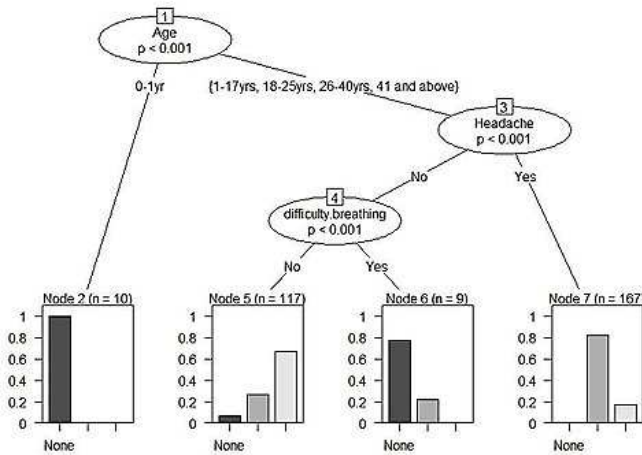 1
Age
p < 0.001
0-1yr
{1-17yrs, 18-25yrs, 26-40yrs, 41 and above}
3
Headache
p < 0.001
No
Yes
4
difficulty.breathing
p < 0.001
No
Yes
Node 2 (n = 10)
1
0.8
0.6
0.4
0.2
0
None
Node 5 (n = 117)
1
0.8
0.6
0.4
0.2
0
None
Node 6 (n = 9)
1
0.8
0.6
0.4
0.2
0
None
Node 7 (n = 167)
1
0.8
0.6
0.4
0.2
0
None